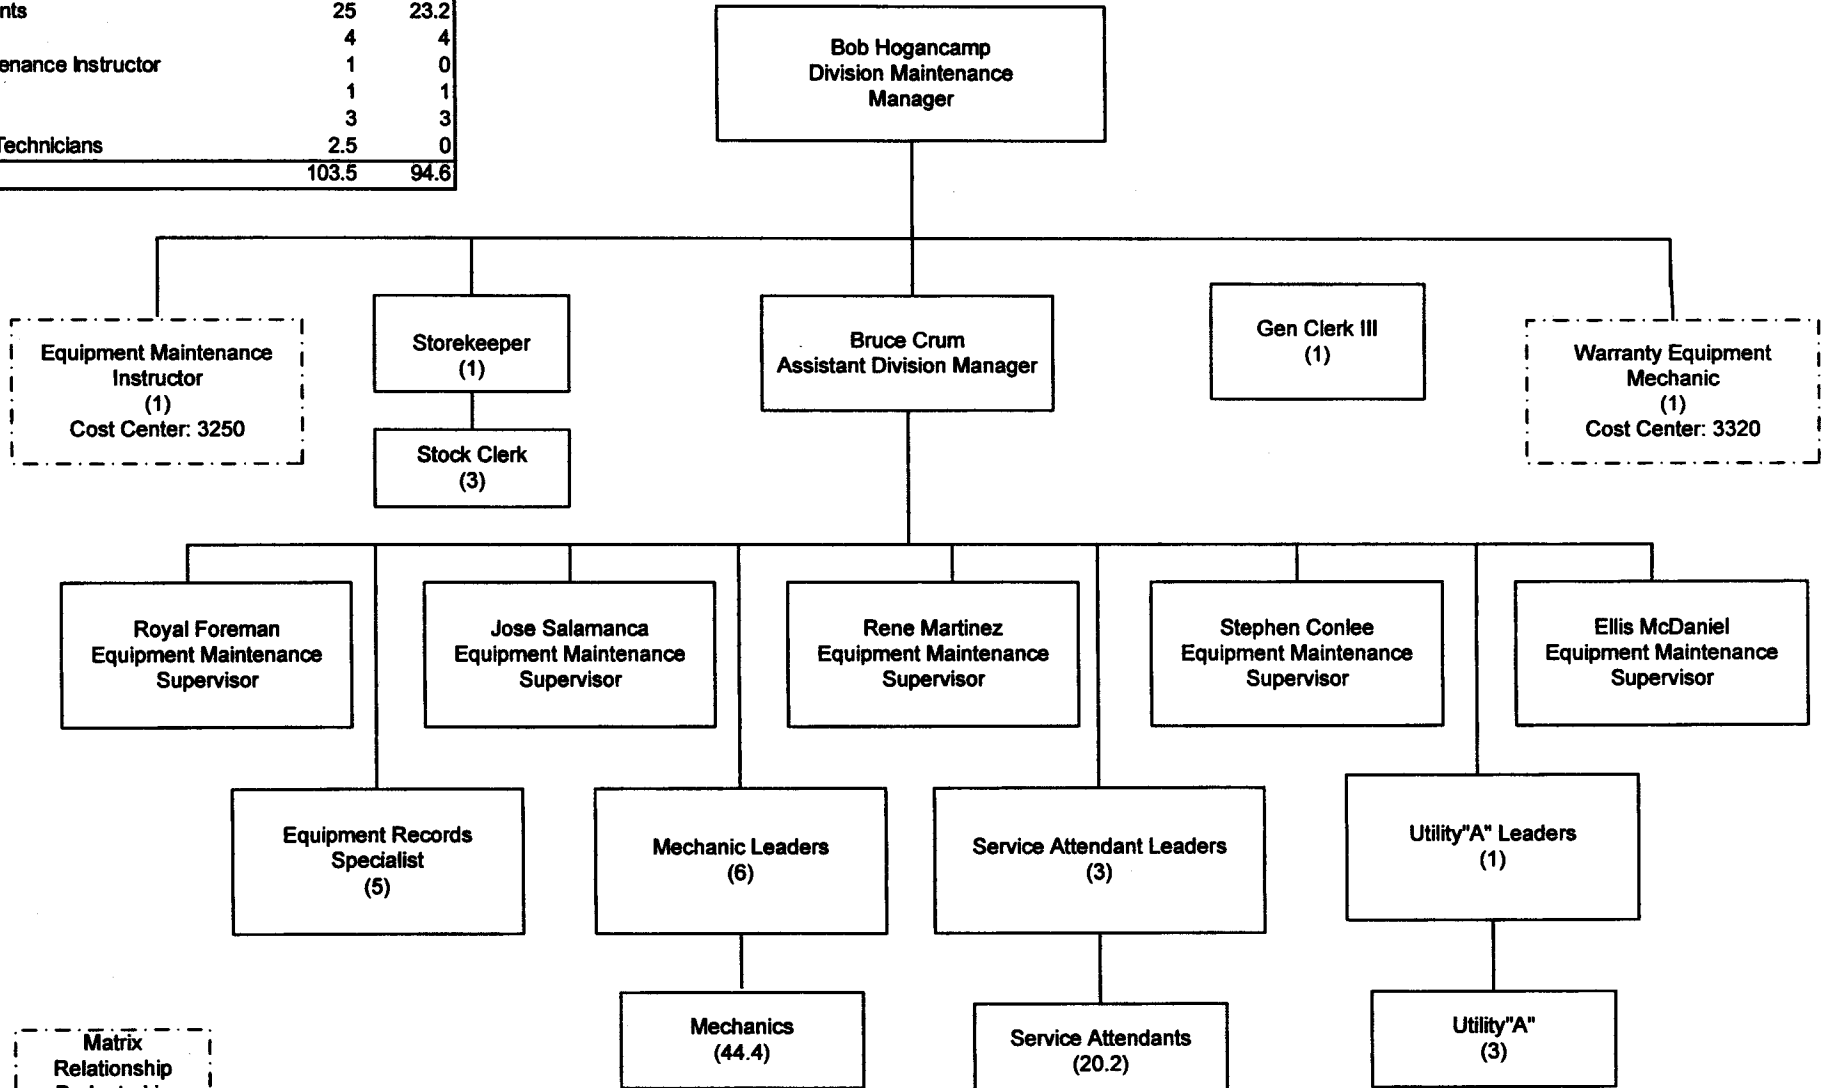 nts 25 23.2
4 4
enance Instructor 1 0
1 1
3 3
Technicians 2.5 0
103.5 94.6
Bob Hogancamp
Division Maintenance
Manager
Equipment Maintenance
Instructor
(1)
Cost Center: 3250
Storekeeper
(1)
Stock Clerk
(3)
Bruce Crum
Assistant Division Manager
Gen Clerk III
(1)
Warranty Equipment
Mechanic
(1)
Cost Center: 3320
Royal Foreman
Equipment Maintenance
Supervisor
Jose Salamanca
Equipment Maintenance
Supervisor
Rene Martinez
Equipment Maintenance
Supervisor
Stephen Conlee
Equipment Maintenance
Supervisor
Ellis McDaniel
Equipment Maintenance
Supervisor
Equipment Records
Specialist
(5)
Mechanic Leaders
(6)
Service Attendant Leaders
(3)
Utility"A" Leaders
(1)
Mechanics
(44.4)
Service Attendants
(20.2)
Utility"A"
(3)
Matrix
Relationship